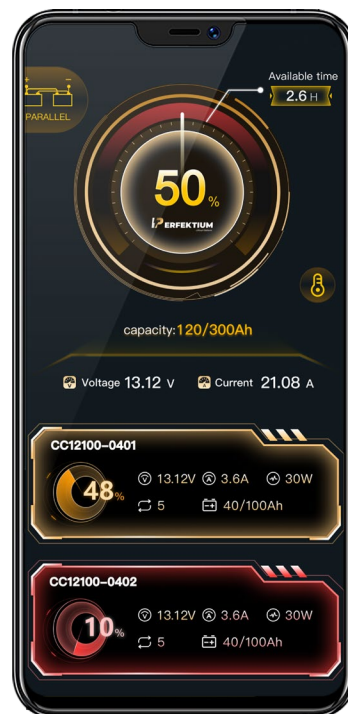 Available time
2.6 H
PARALLEL
50%
PERFEKTIUM
capacity:120/300Ah
Voltage 13.12 V Current 21.08 A
CC12100-0401
48% 13.12V 3.6A 30W
5 40/100Ah
CC12100-0402
10% 13.12V 3.6A 30W
5 40/100Ah